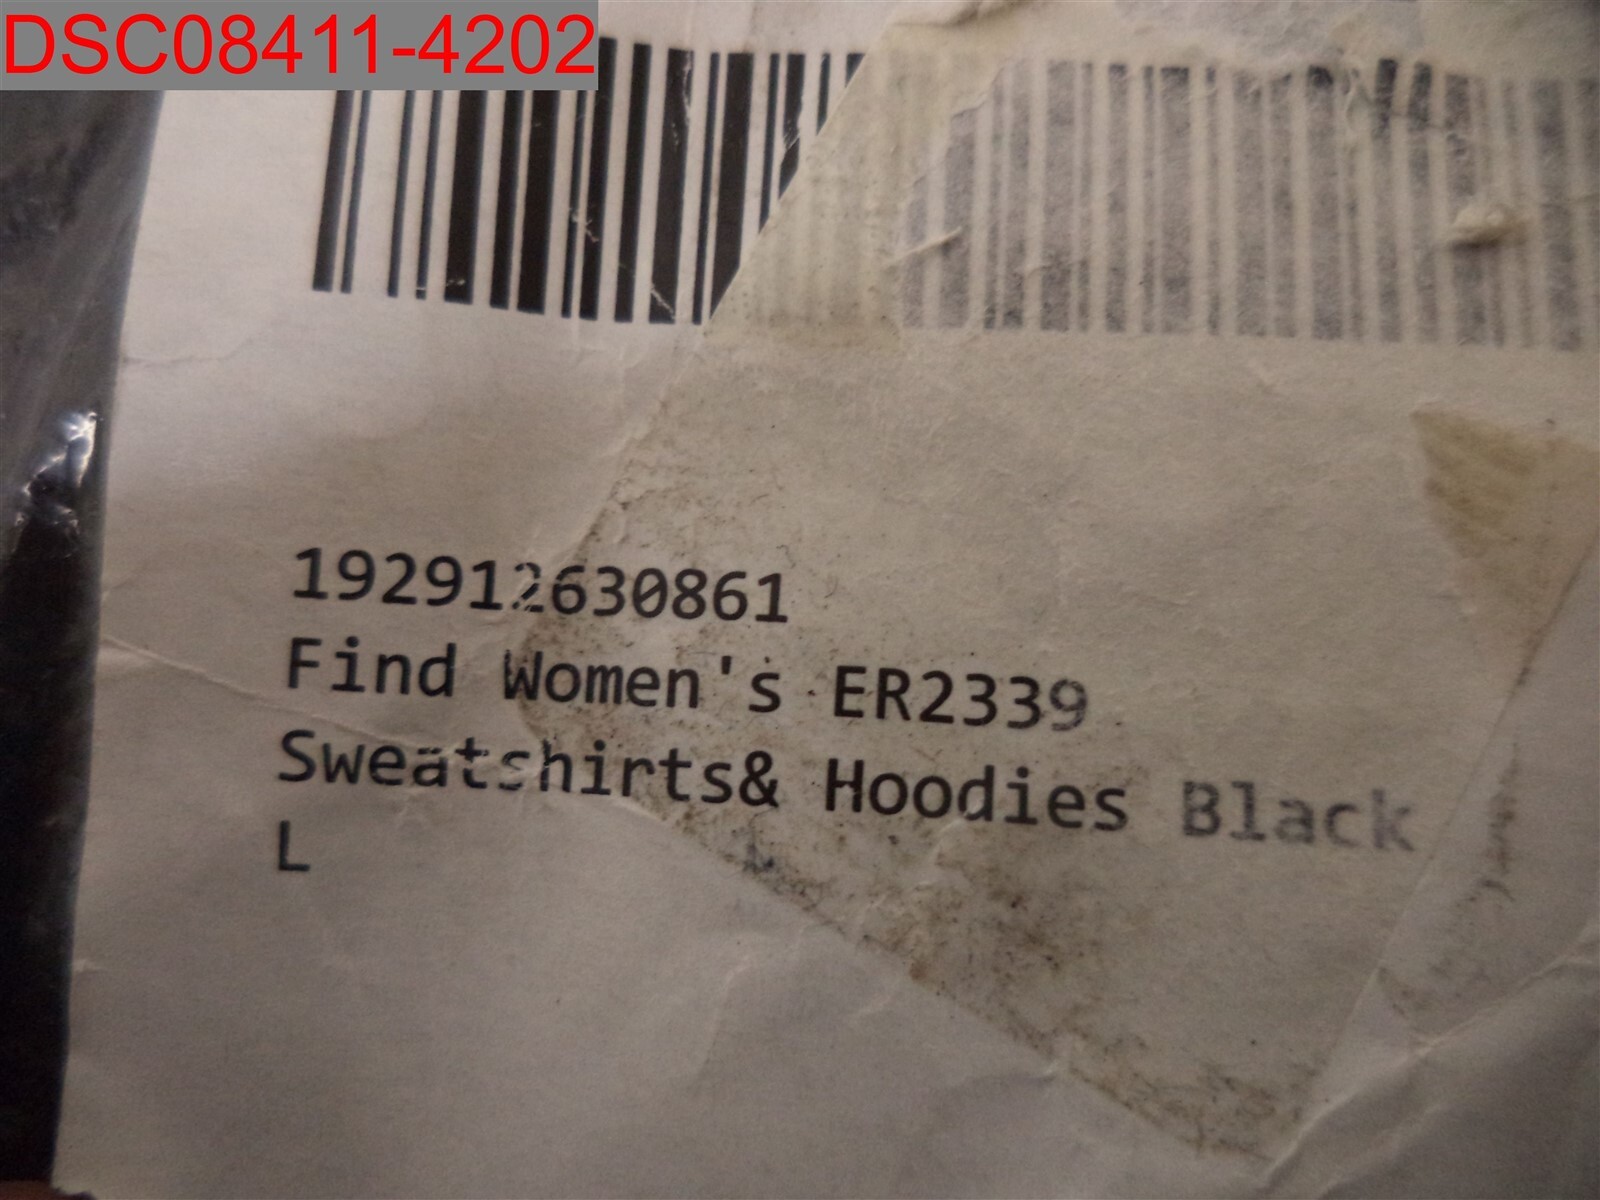 DSC08411-4202
192912630861
Find Women's ER2339
Sweatshirts& Hoodies Black
L